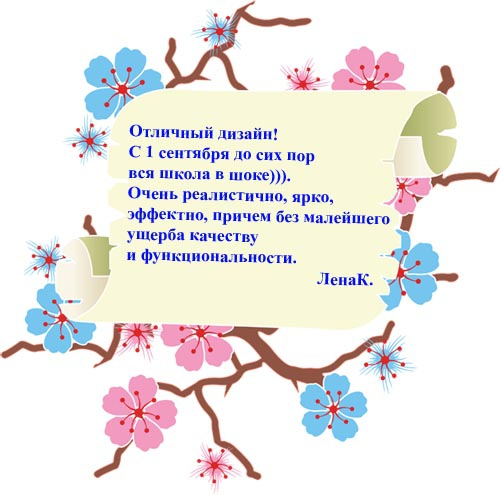 Отличный дизайн!
С 1 сентября до сих пор
вся школа в шоке))).
Очень реалистично, ярко,
эффектно, причем без малейшего
ущерба качеству
и функциональности.
ЛенаК.